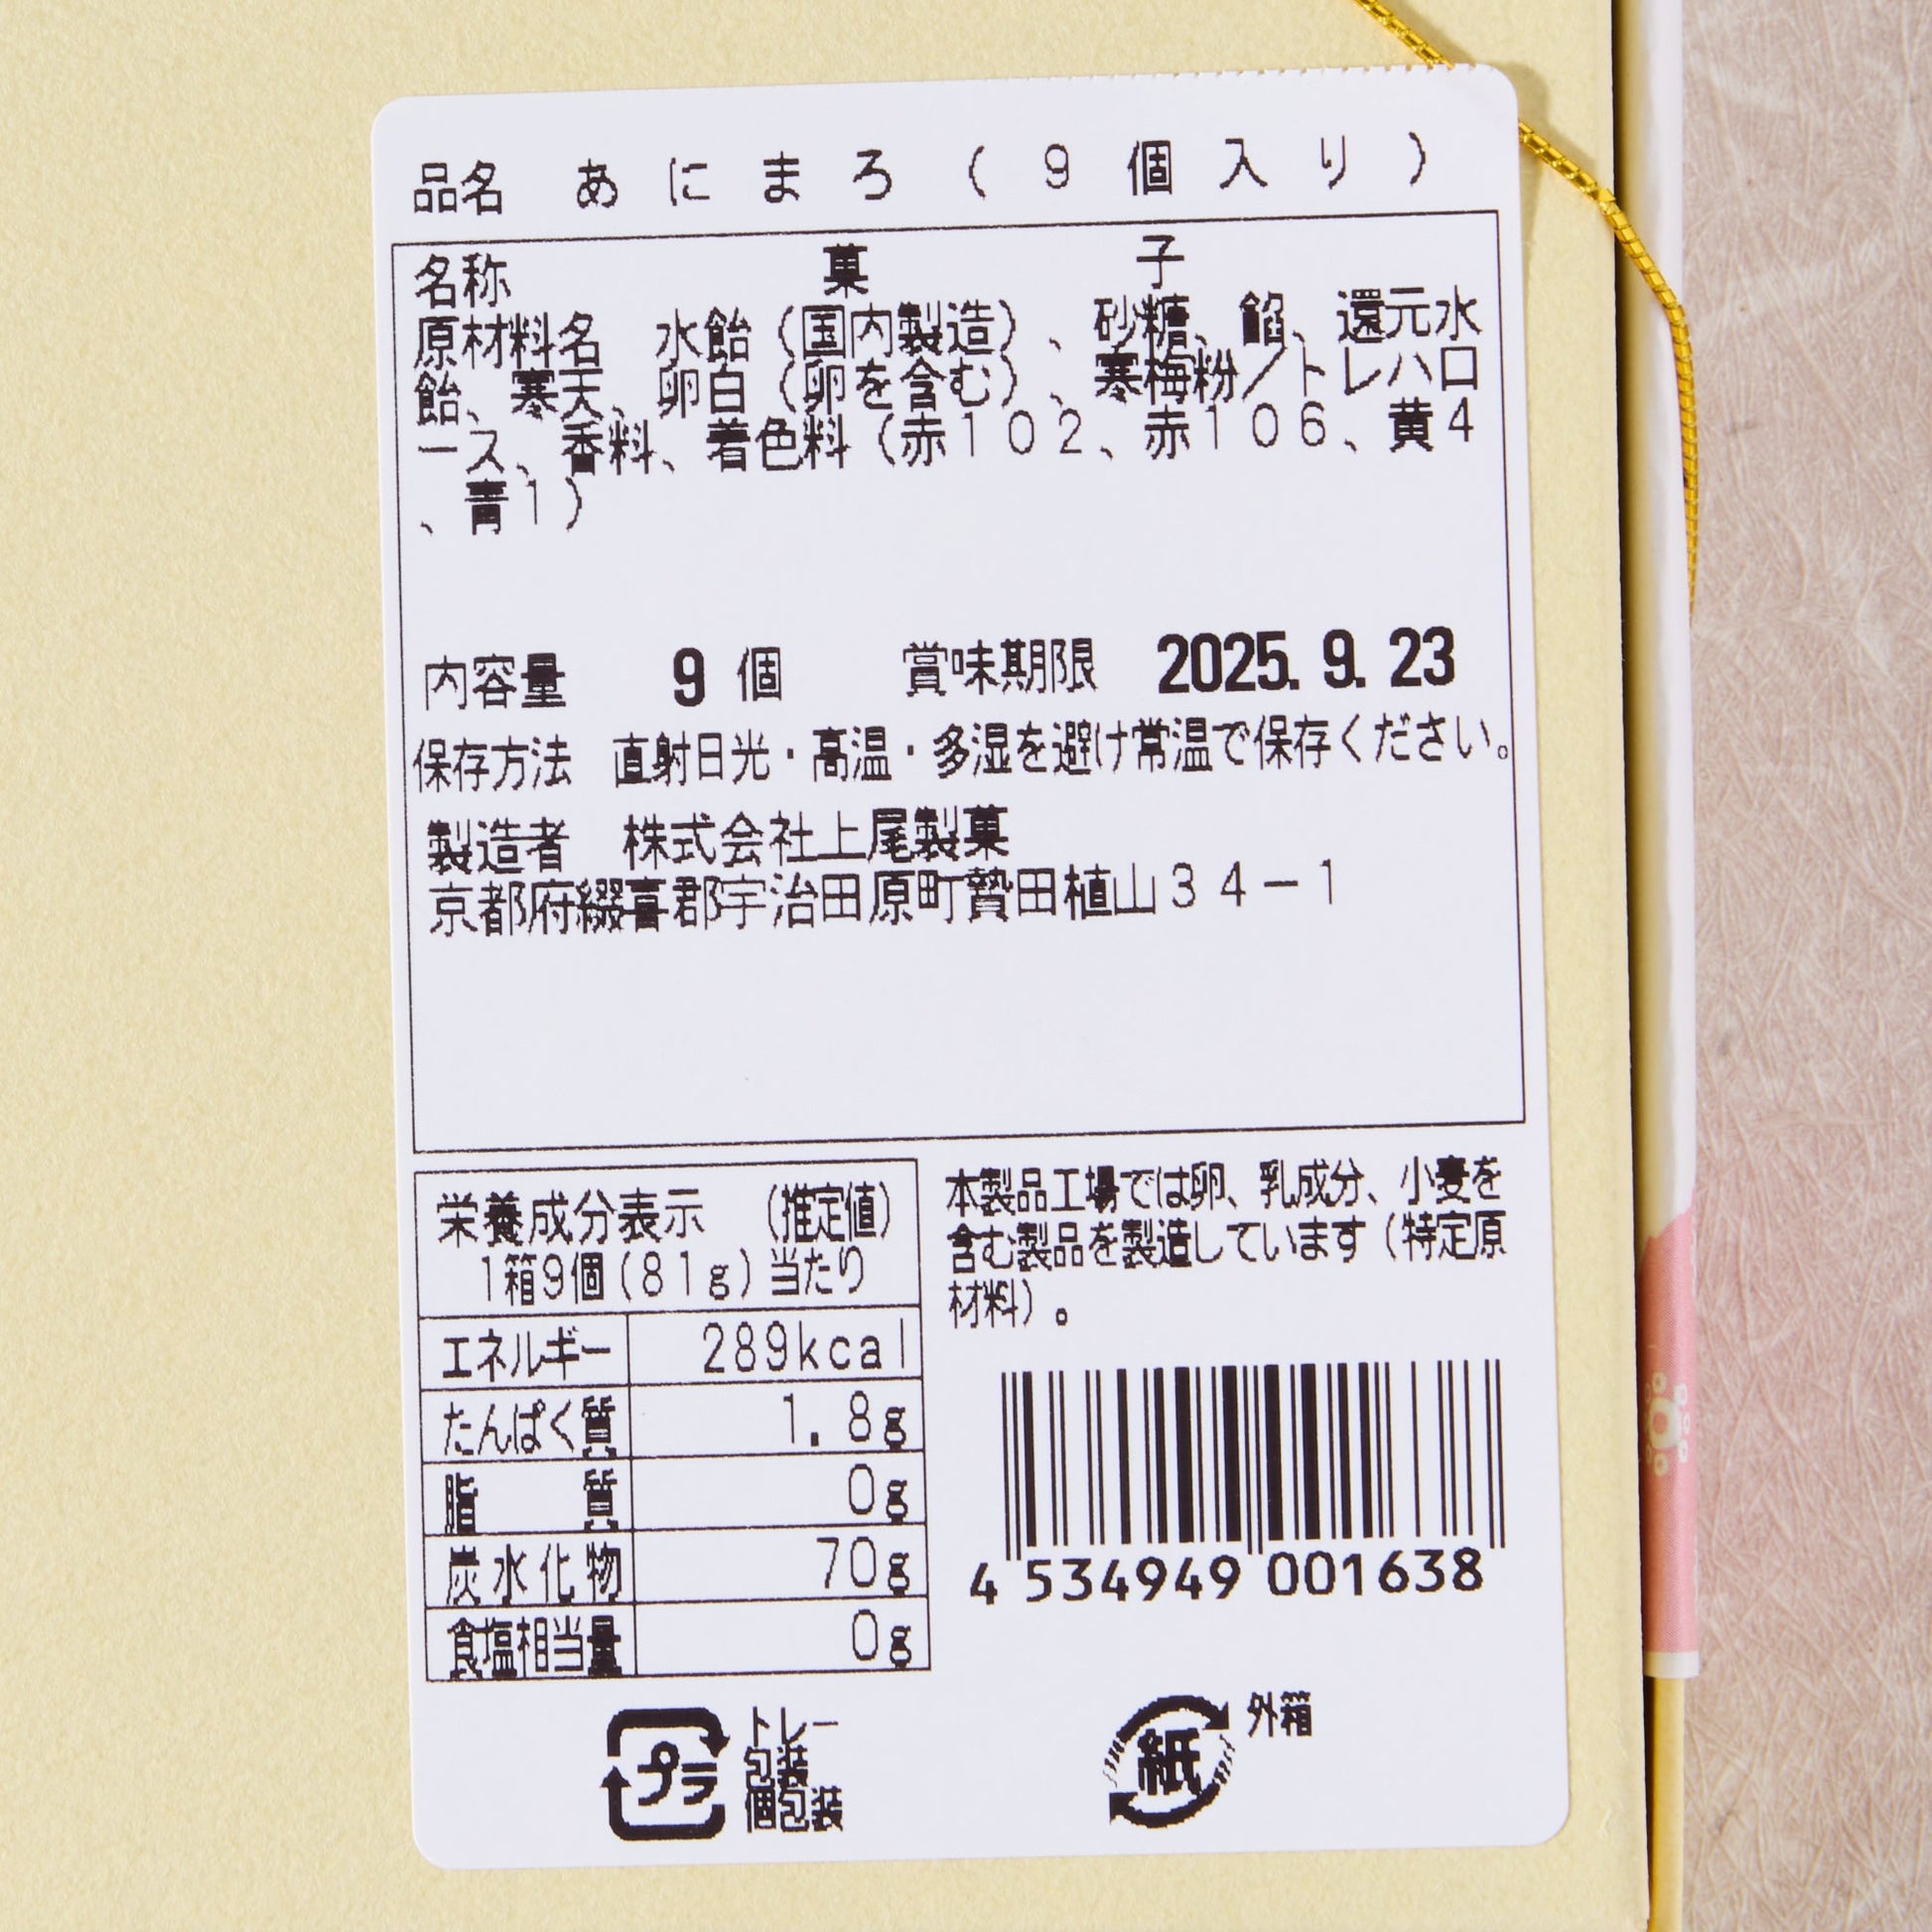 品名 あにまろ（9個入り）
名称 菓子
原材料名 水飴（国内製造）、砂糖、餡、還元水
飴、寒天、卵白（卵を含む）、寒梅粉／トレハロ
ース、香料、着色料（赤102、赤106、黄4
、青1）
内容量 9個 賞味期限 2025. 9. 23
保存方法 直射日光・高温・多湿を避け常温で保存ください。
製造者 株式会社上尾製菓
京都府綴喜郡宇治田原町贄田植山34－1
栄養成分表示（推定値）
1箱9個(81g)当たり
エネルギー 289kcal
たんぱく質 1.8g
脂質 0g
炭水化物 70g
食塩相当量 0g
本製品工場では卵、乳成分、小麦を
含む製品を製造しています（特定原
材料）。
4 534949 001638
プラ
トレー
包装
個包装
紙
外箱